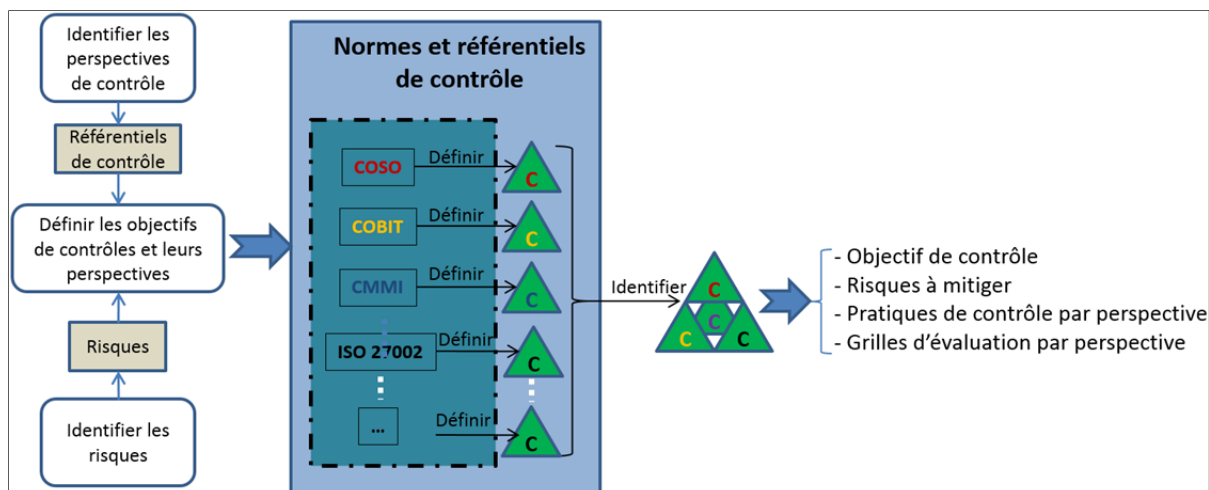 Identifier les
perspectives
de contrôle
Référentiels
de contrôle
Définir les objectifs
de contrôles et leurs
perspectives
Risques
Identifier les
risques
Normes et référentiels
de contrôle
COSO
Définir
C
COBIT
Définir
C
CMMI
Définir
C
ISO 27002
Définir
C
...
Définir
C
Identifier
C
C
C
C
- Objectif de contrôle
- Risques à mitiger
- Pratiques de contrôle par perspective
- Grilles d’évaluation par perspective